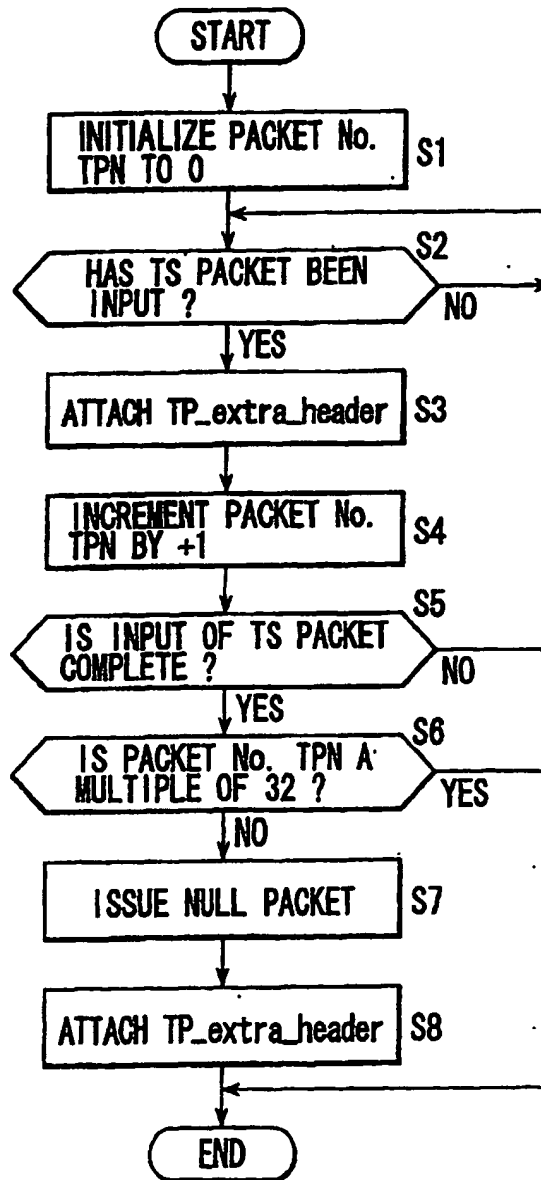 START
INITIALIZE PACKET No.
TPN TO 0
S1
HAS TS PACKET BEEN
INPUT ?
S2
NO
YES
ATTACH TP_extra_header
S3
INCREMENT PACKET No.
TPN BY +1
S4
IS INPUT OF TS PACKET
COMPLETE ?
S5
NO
YES
IS PACKET No. TPN A
MULTIPLE OF 32 ?
S6
YES
NO
ISSUE NULL PACKET
S7
ATTACH TP_extra_header
S8
END